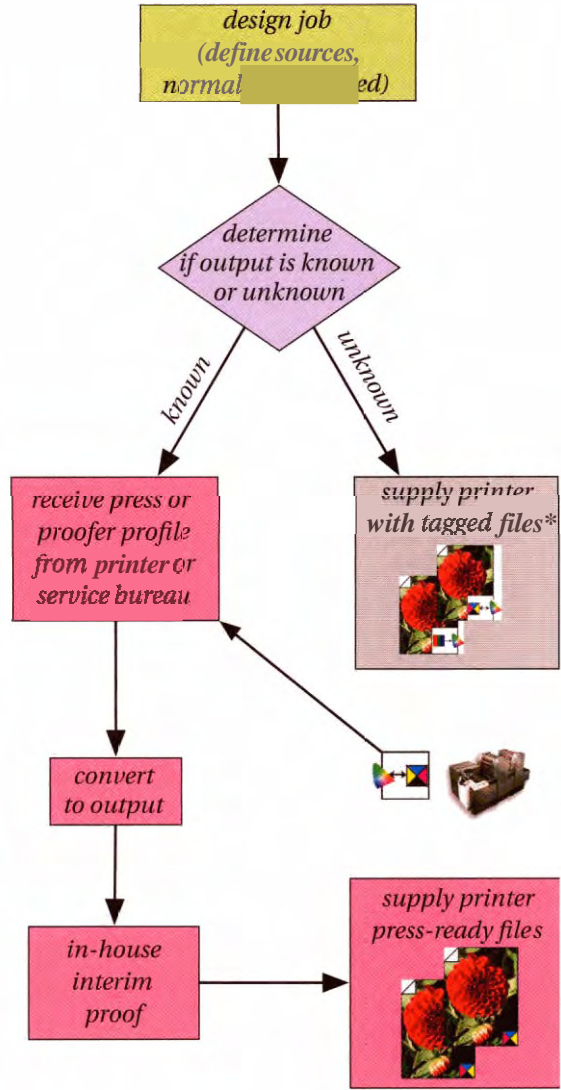 design job
(define sources,
normal ed)
determine
if output is known
or unknown
known
unknown
receive press or
proofer profile
from printer or
service bureau
supply printer
with tagged files*
convert
to output
in-house
interim
proof
supply printer
press-ready files